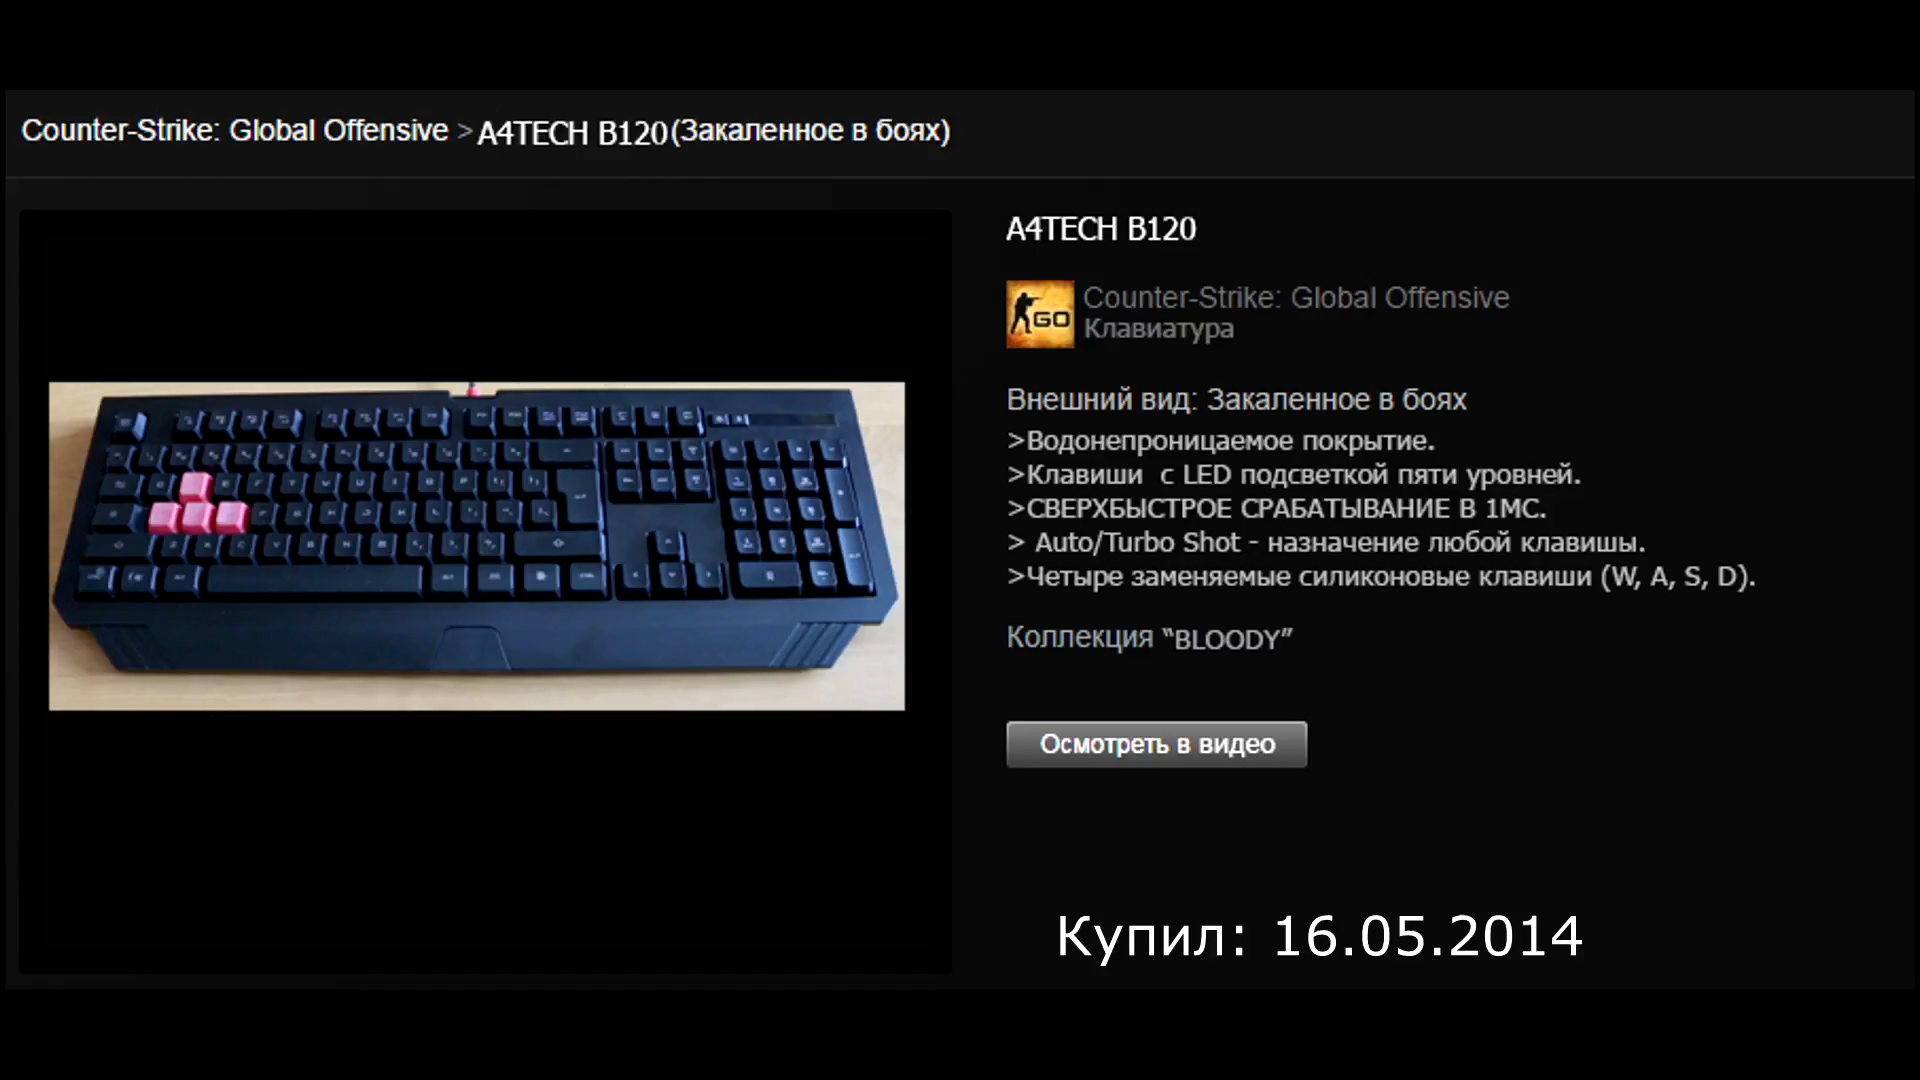 Counter-Strike: Global Offensive > A4TECH B120(Закаленное в боях)
A4TECH B120
GO
Counter-Strike: Global Offensive
Клавиатура
Внешний вид: Закаленное в боях
>Водонепроницаемое покрытие.
>Клавиши  с LED подсветкой пяти уровней.
>СВЕРХБЫСТРОЕ СРАБАТЫВАНИЕ В 1МС.
> Auto/Turbo Shot - назначение любой клавишы.
>Четыре заменяемые силиконовые клавиши (W, A, S, D).
Коллекция “BLOODY”
Осмотреть в видео
Купил: 16.05.2014